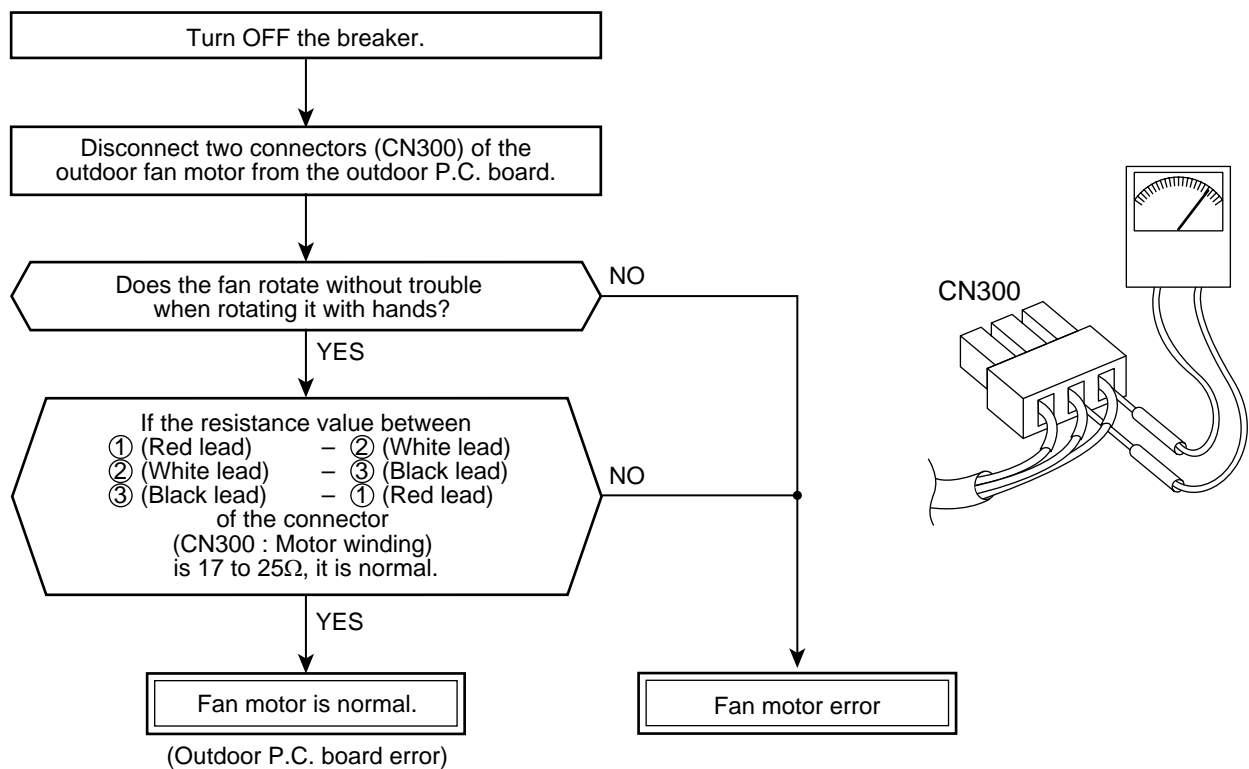 Turn OFF the breaker.
Disconnect two connectors (CN300) of the
outdoor fan motor from the outdoor P.C. board.
Does the fan rotate without trouble
when rotating it with hands?
NO
YES
If the resistance value between
① (Red lead) – ② (White lead)
② (White lead) – ③ (Black lead)
③ (Black lead) – ① (Red lead)
of the connector
(CN300 : Motor winding)
is 17 to 25Ω, it is normal.
NO
YES
Fan motor is normal.
(Outdoor P.C. board error)
Fan motor error
CN300